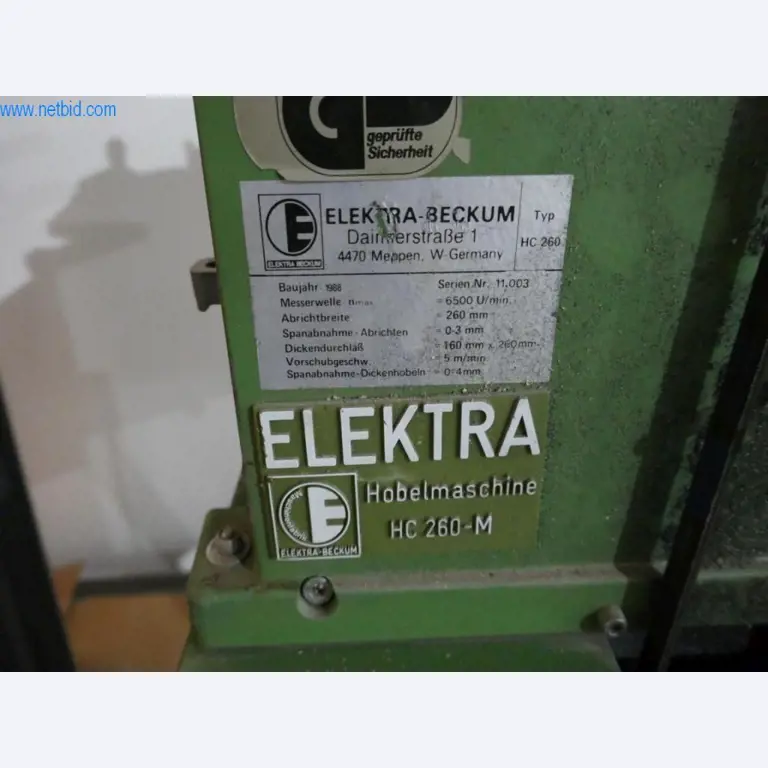 www.netbid.com
geprüfte
Sicherheit
ELEKTRA-BECKUM
Typ
Daimlerstraße 1
HC 260
4470 Meppen, W-Germany
ELEKTRA BECKUM
Baujahr 1988
Serien Nr. 11.003
Messerwelle nmax = 6500 U/min.
Abrichtbreite = 260 mm
Spanabnahme-Abrichten = 0-3 mm
Dickendurchlaß = 160 mm x 260mm
Vorschubgeschw. = 5 m/min.
Spanabnahme-Dickenhobeln = 0-4mm
ELEKTRA
Hobelmaschine
HC 260-M
ELEKTRA-BECKUM